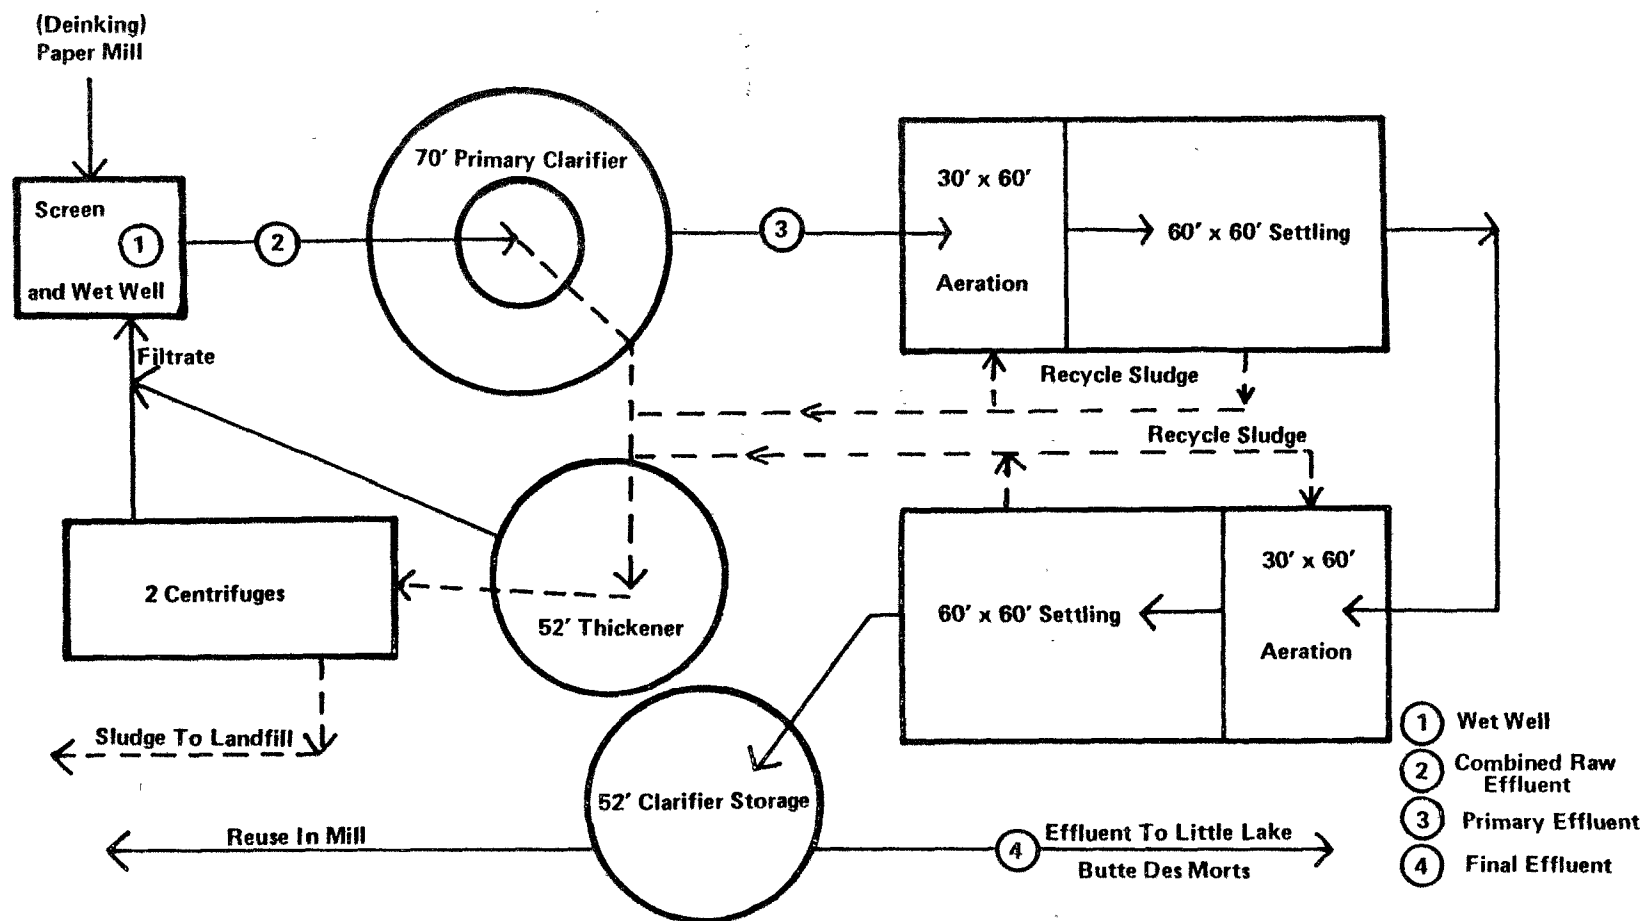 (Deinking)
Paper Mill
Screen
1
and Wet Well
2
70′ Primary Clarifier
3
30′ x 60′
Aeration
60′ x 60′ Settling
Filtrate
Recycle Sludge
Recycle Sludge
2 Centrifuges
52′ Thickener
60′ x 60′ Settling
30′ x 60′
Aeration
Sludge To Landfill
52′ Clarifier Storage
Reuse In Mill
4
Effluent To Little Lake
Butte Des Morts
1 Wet Well
2 Combined Raw
Effluent
3 Primary Effluent
4 Final Effluent